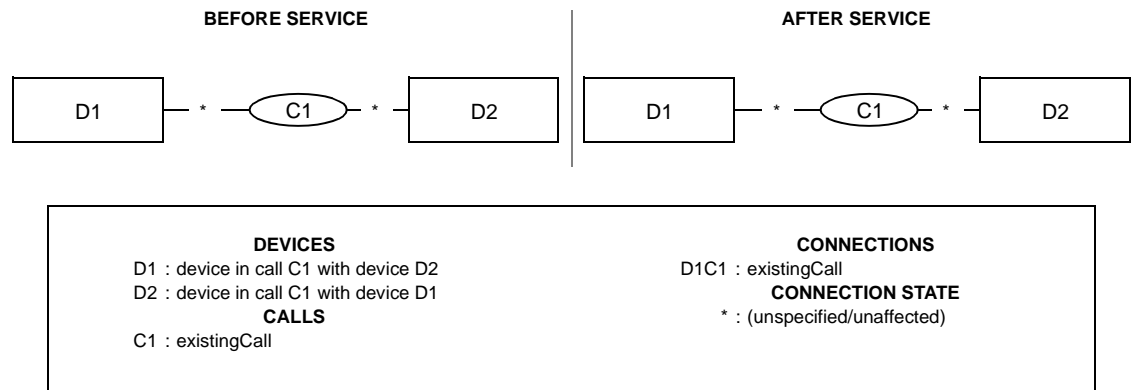 BEFORE SERVICE
AFTER SERVICE
D1 * C1 * D2
D1 * C1 * D2
DEVICES
D1 : device in call C1 with device D2
D2 : device in call C1 with device D1
CALLS
C1 : existingCall
CONNECTIONS
D1C1 : existingCall
CONNECTION STATE
* : (unspecified/unaffected)